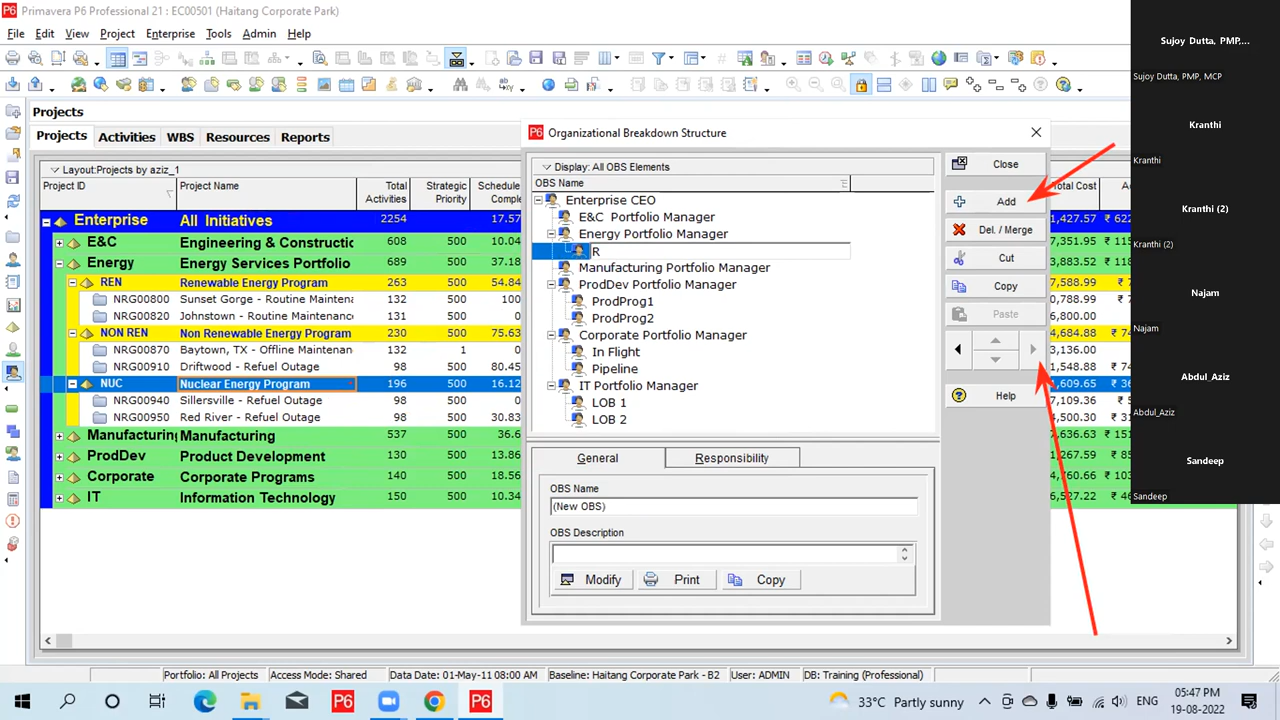 Primavera P6 Professional 21 : EC00501 (Haitang Corporate Park)
File Edit View Project Enterprise Tools Admin Help
Projects
Projects Activities WBS Resources Reports
Layout:Projects by aziz_1
Project ID Project Name Total Activities Strategic Priority Schedule Comple Total Cost
Enterprise All Initiatives 2254 17.57 1,427.57 ₹ 622
E&C Engineering & Constructic 608 500 10.04 7,351.95 ₹ 35
Energy Energy Services Portfolio 689 500 37.18 3,883.52 ₹ 118
REN Renewable Energy Program 263 500 54.84 7,588.99 ₹
NRG00800 Sunset Gorge - Routine Maintena 132 500 100 0,788.99 ₹
NRG00820 Johnstown - Routine Maintenanc 131 500 6,800.00
NON REN Non Renewable Energy Program 230 500 75.63 4,684.88 ₹ 74
NRG00870 Baytown, TX - Offline Maintenan 132 1 0 3,136.00
NRG00910 Driftwood - Refuel Outage 98 500 80.45 1,548.88 ₹ 74
NUC Nuclear Energy Program 196 500 16.12 1,609.65 ₹ 36
NRG00940 Sillersville - Refuel Outage 98 500 0 7,109.36 ₹
NRG00950 Red River - Refuel Outage 98 500 30.83 4,500.30 ₹
Manufacturing Manufacturing 537 500 36.6 7,636.63 ₹ 151
ProdDev Product Development 130 500 13.86 1,267.59 ₹ 85
Corporate Corporate Programs 140 500 18.56 4,760.66 ₹ 103
IT Information Technology 150 500 10.34 6,527.22 ₹ 46
P6 Organizational Breakdown Structure
Display: All OBS Elements
OBS Name
Enterprise CEO
E&C Portfolio Manager
Energy Portfolio Manager
R
Manufacturing Portfolio Manager
ProdDev Portfolio Manager
ProdProg1
ProdProg2
Corporate Portfolio Manager
In Flight
Pipeline
IT Portfolio Manager
LOB 1
LOB 2
Close
Add
Del. / Merge
Cut
Copy
Paste
Help
General Responsibility
OBS Name
(New OBS)
OBS Description
Modify Print Copy
Sujoy Dutta, PMP,...
Sujoy Dutta, PMP, MCP
Kranthi
Kranthi
Kranthi (2)
Kranthi (2)
Najam
Najam
Abdul_Aziz
Abdul_Aziz
Sandeep
Sandeep
Portfolio: All Projects Access Mode: Shared Data Date: 01-May-11 08:00 AM Baseline: Haitang Corporate Park - B2 User: ADMIN DB: Training (Professional)
P6 P6 33°C Partly sunny ENG 05:47 PM
19-08-2022